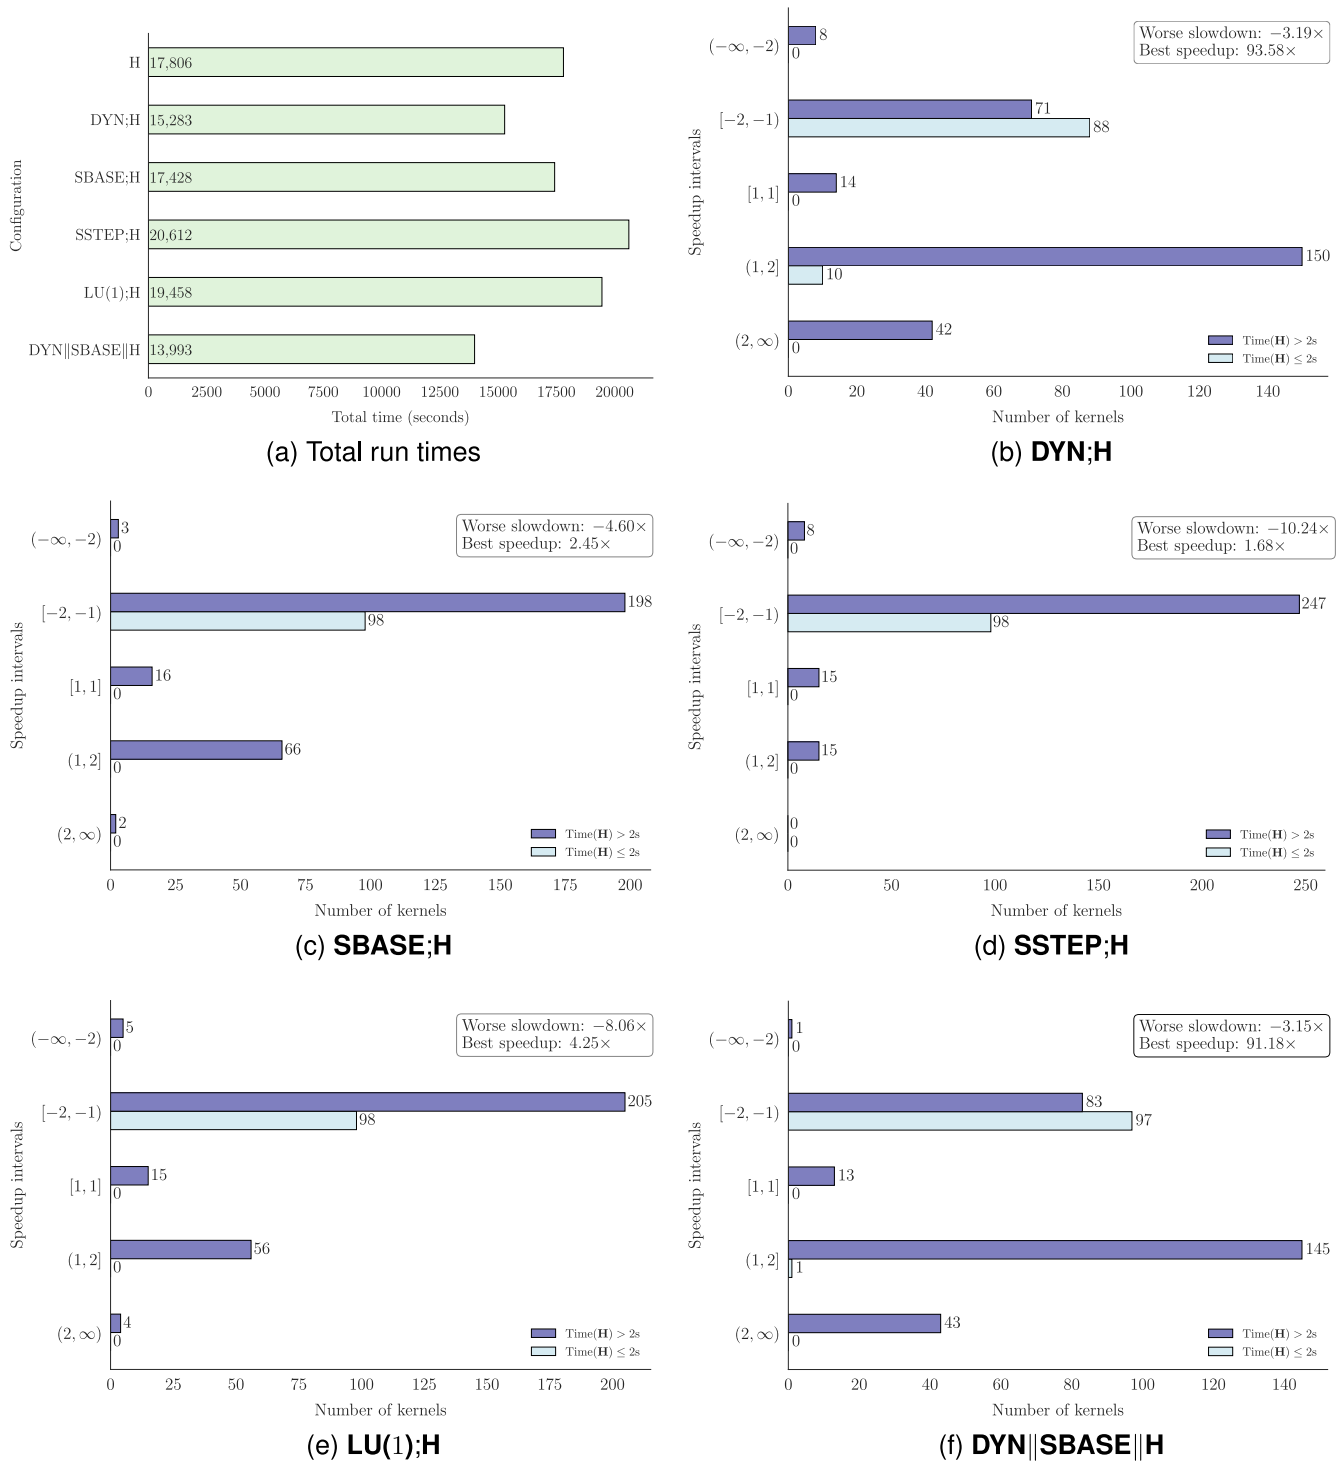 H
17,806
DYN;H
15,283
SBASE;H
17,428
SSTEP;H
20,612
LU(1);H
19,458
DYN∥SBASE∥H
13,993
Configuration
0 2500 5000 7500 10000 12500 15000 17500 20000
Total time (seconds)
(a) Total run times
Worse slowdown: −3.19×
Best speedup: 93.58×
(−∞, −2) 8
0
[−2, −1) 71
88
[1, 1] 14
0
(1, 2] 150
10
(2, ∞) 42
0
Speedup intervals
Time(H) > 2s
Time(H) ≤ 2s
0 20 40 60 80 100 120 140
Number of kernels
(b) DYN;H
Worse slowdown: −4.60×
Best speedup: 2.45×
(−∞, −2) 3
0
[−2, −1) 198
98
[1, 1] 16
0
(1, 2] 66
0
(2, ∞) 2
0
Speedup intervals
Time(H) > 2s
Time(H) ≤ 2s
0 25 50 75 100 125 150 175 200
Number of kernels
(c) SBASE;H
Worse slowdown: −10.24×
Best speedup: 1.68×
(−∞, −2) 8
0
[−2, −1) 247
98
[1, 1] 15
0
(1, 2] 15
0
(2, ∞) 0
0
Speedup intervals
Time(H) > 2s
Time(H) ≤ 2s
0 50 100 150 200 250
Number of kernels
(d) SSTEP;H
Worse slowdown: −8.06×
Best speedup: 4.25×
(−∞, −2) 5
0
[−2, −1) 205
98
[1, 1] 15
0
(1, 2] 56
0
(2, ∞) 4
0
Speedup intervals
Time(H) > 2s
Time(H) ≤ 2s
0 25 50 75 100 125 150 175 200
Number of kernels
(e) LU(1);H
Worse slowdown: −3.15×
Best speedup: 91.18×
(−∞, −2) 1
0
[−2, −1) 83
97
[1, 1] 13
0
(1, 2] 145
1
(2, ∞) 43
0
Speedup intervals
Time(H) > 2s
Time(H) ≤ 2s
0 20 40 60 80 100 120 140
Number of kernels
(f) DYN∥SBASE∥H